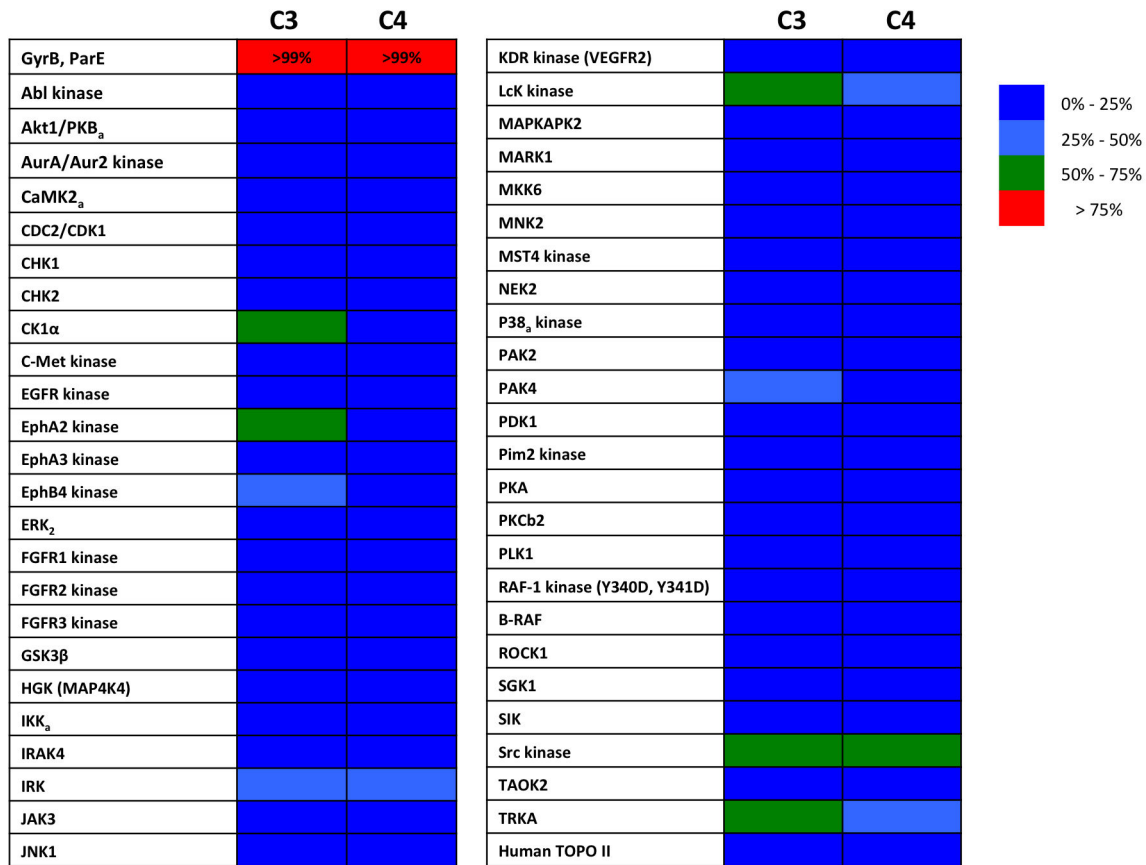 C3 C4
GyrB, ParE >99% >99%
Abl kinase
Akt1/PKBa
AurA/Aur2 kinase
CaMK2a
CDC2/CDK1
CHK1
CHK2
CK1α
C-Met kinase
EGFR kinase
EphA2 kinase
EphA3 kinase
EphB4 kinase
ERK2
FGFR1 kinase
FGFR2 kinase
FGFR3 kinase
GSK3β
HGK (MAP4K4)
IKKa
IRAK4
IRK
JAK3
JNK1
C3 C4
KDR kinase (VEGFR2)
LcK kinase
MAPKAPK2
MARK1
MKK6
MNK2
MST4 kinase
NEK2
P38a kinase
PAK2
PAK4
PDK1
Pim2 kinase
PKA
PKCb2
PLK1
RAF-1 kinase (Y340D, Y341D)
B-RAF
ROCK1
SGK1
SIK
Src kinase
TAOK2
TRKA
Human TOPO II
0% - 25%
25% - 50%
50% - 75%
> 75%